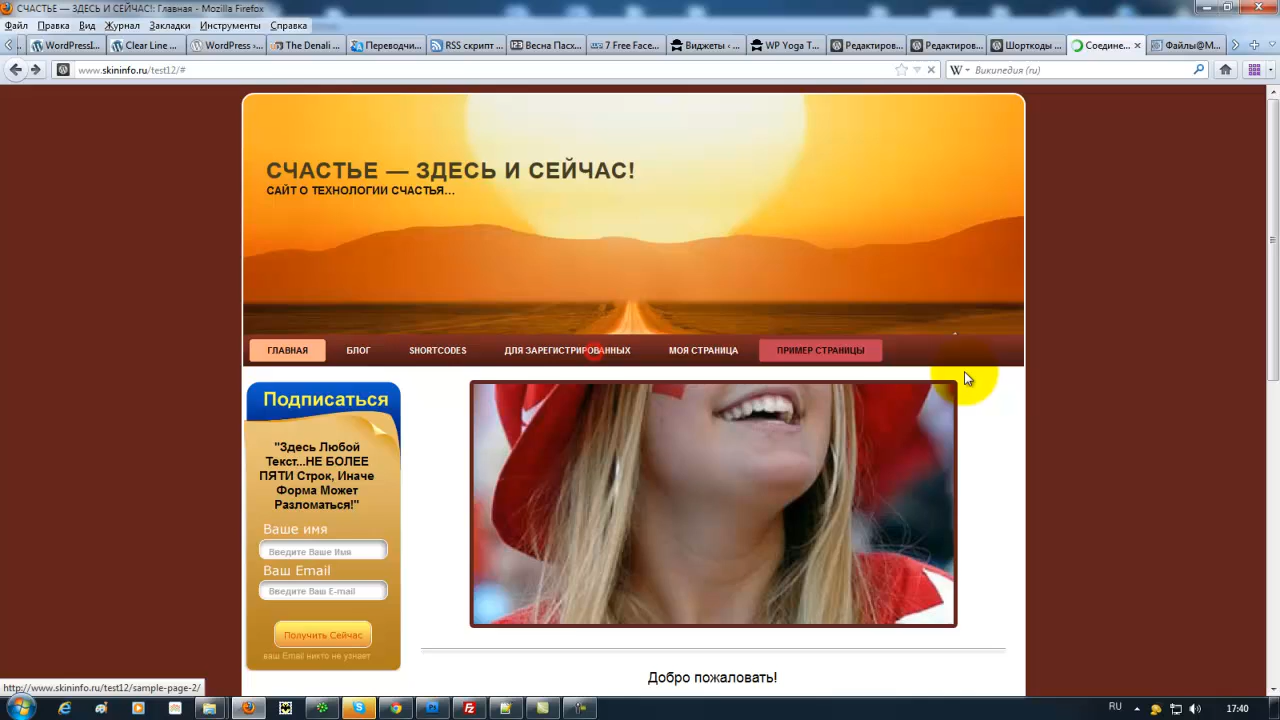 СЧАСТЬЕ — ЗДЕСЬ И СЕЙЧАС!: Главная - Mozilla Firefox
Файл Правка Вид Журнал Закладки Инструменты Справка
WordPressI... Clear Line ... WordPress ›... The Denali ... Переводчи... RSS скрипт ... Весна Пасх... 7 Free Face... Виджеты ‹ ... WP Yoga T... Редактиров... Редактиров... Шорткоды ... Соедине... Файлы@М...
www.skininfo.ru/test12/#
Википедия (ru)
СЧАСТЬЕ — ЗДЕСЬ И СЕЙЧАС!
САЙТ О ТЕХНОЛОГИИ СЧАСТЬЯ...
ГЛАВНАЯ БЛОГ SHORTCODES ДЛЯ ЗАРЕГИСТРИРОВАННЫХ МОЯ СТРАНИЦА ПРИМЕР СТРАНИЦЫ
Подписаться
"Здесь Любой
Текст...НЕ БОЛЕЕ
ПЯТИ Строк, Иначе
Форма Может
Разломаться!"
Ваше имя
Введите Ваше Имя
Ваш Email
Введите Ваш E-mail
Получить Сейчас
ваш Email никто не узнает
Добро пожаловать!
http://www.skininfo.ru/test12/sample-page-2/
RU
17:40